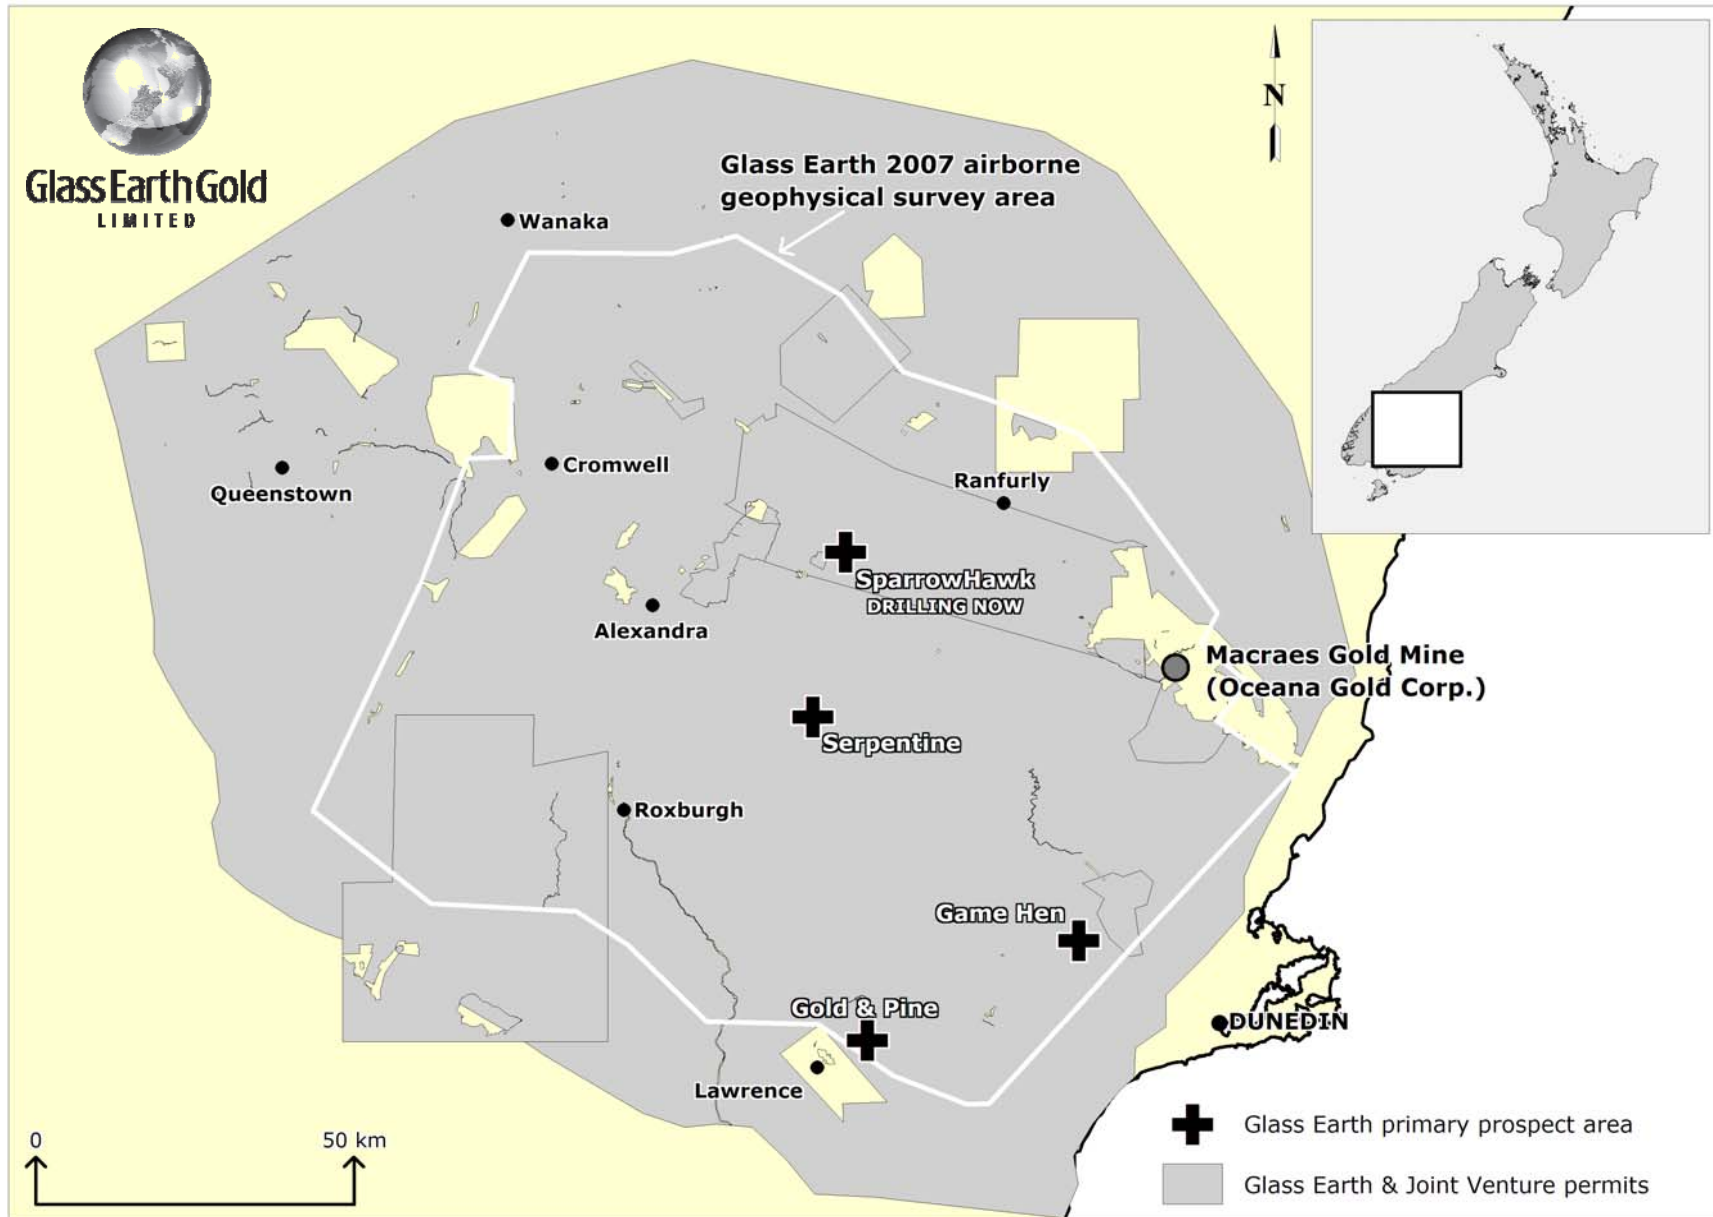 Glass Earth Gold
LIMITED
N
Glass Earth 2007 airborne
geophysical survey area
Wanaka
Queenstown
Cromwell
Ranfurly
SparrowHawk
DRILLING NOW
Alexandra
Macraes Gold Mine
(Oceana Gold Corp.)
Serpentine
Roxburgh
Game Hen
Gold & Pine
DUNEDIN
Lawrence
0 50 km
Glass Earth primary prospect area
Glass Earth & Joint Venture permits